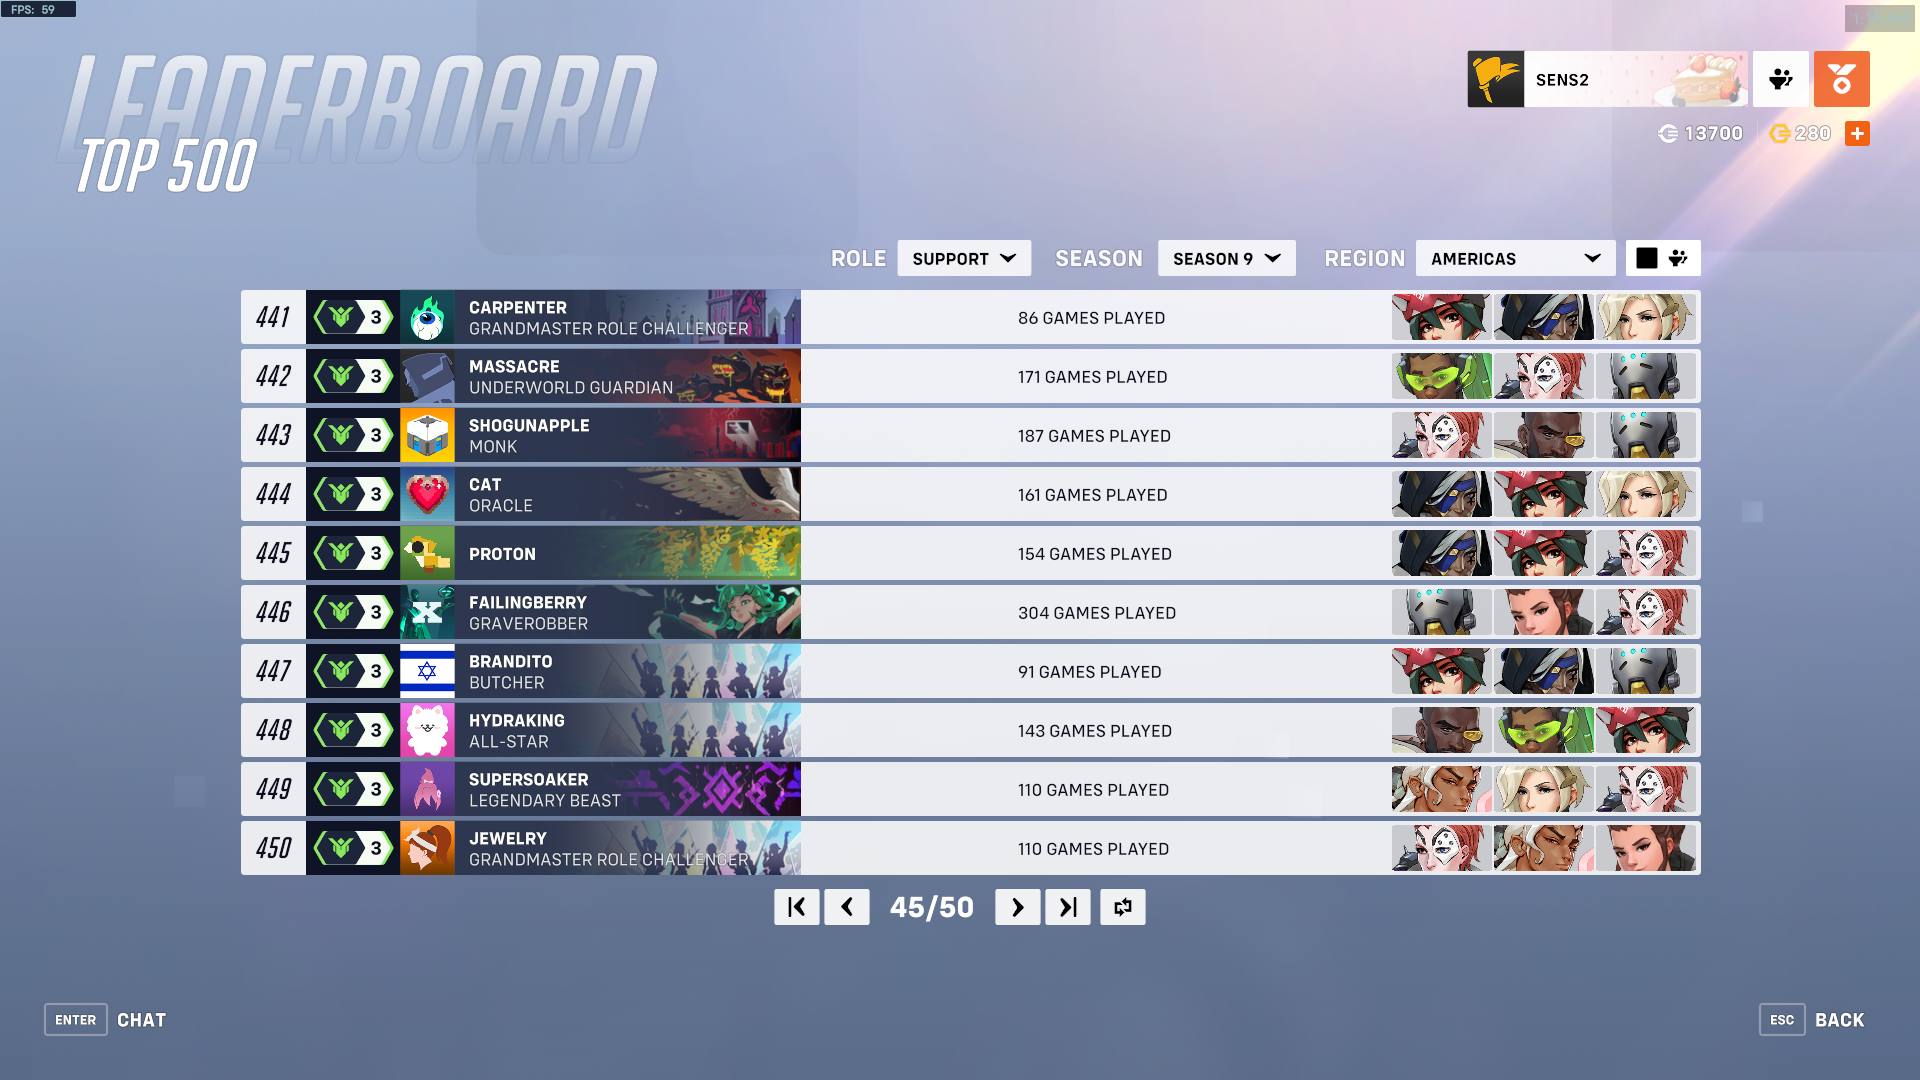 FPS: 59
LEADERBOARD
TOP 500
SENS2
13700
280
ROLE SUPPORT SEASON SEASON 9 REGION AMERICAS
441 3 CARPENTER 86 GAMES PLAYED
GRANDMASTER ROLE CHALLENGER
442 3 MASSACRE 171 GAMES PLAYED
UNDERWORLD GUARDIAN
443 3 SHOGUNAPPLE 187 GAMES PLAYED
MONK
444 3 CAT 161 GAMES PLAYED
ORACLE
445 3 PROTON 154 GAMES PLAYED
446 3 FAILINGBERRY 304 GAMES PLAYED
GRAVEROBBER
447 3 BRANDITO 91 GAMES PLAYED
BUTCHER
448 3 HYDRAKING 143 GAMES PLAYED
ALL-STAR
449 3 SUPERSOAKER 110 GAMES PLAYED
LEGENDARY BEAST
450 3 JEWELRY 110 GAMES PLAYED
GRANDMASTER ROLE CHALLENGER
45/50
ENTER CHAT
ESC BACK